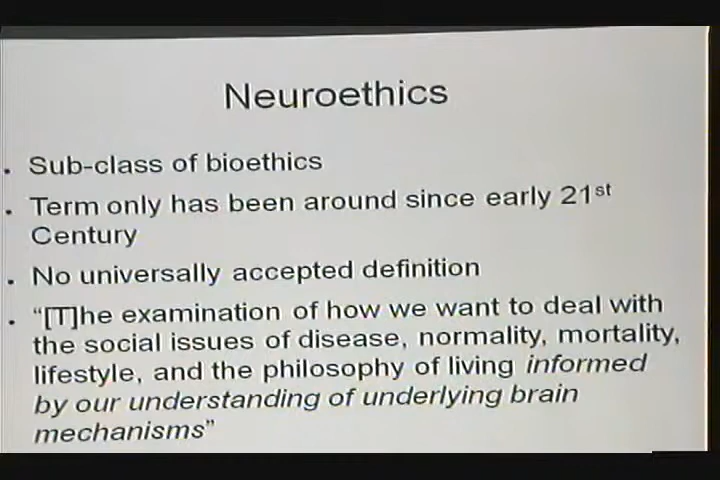 Neuroethics
. Sub-class of bioethics
. Term only has been around since early 21st
Century
. No universally accepted definition
. “[T]he examination of how we want to deal with
the social issues of disease, normality, mortality,
lifestyle, and the philosophy of living informed
by our understanding of underlying brain
mechanisms”